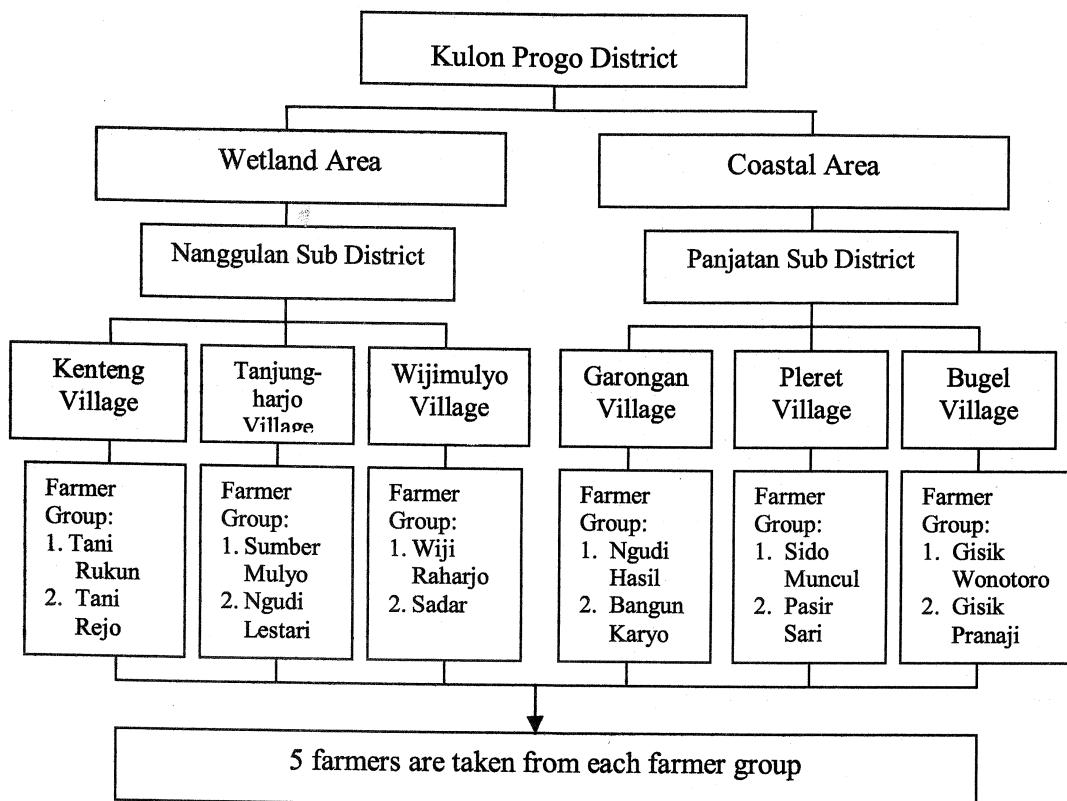 Kulon Progo District
Wetland Area
Coastal Area
Nanggulan Sub District
Panjatan Sub District
Kenteng
Village
Tanjung-
harjo
Village
Wijimulyo
Village
Garongan
Village
Pleret
Village
Bugel
Village
Farmer
Group:
1. Tani
Rukun
2. Tani
Rejo
Farmer
Group:
1. Sumber
Mulyo
2. Ngudi
Lestari
Farmer
Group:
1. Wiji
Raharjo
2. Sadar
Farmer
Group:
1. Ngudi
Hasil
2. Bangun
Karyo
Farmer
Group:
1. Sido
Muncul
2. Pasir
Sari
Farmer
Group:
1. Gisik
Wonotoro
2. Gisik
Pranaji
5 farmers are taken from each farmer group